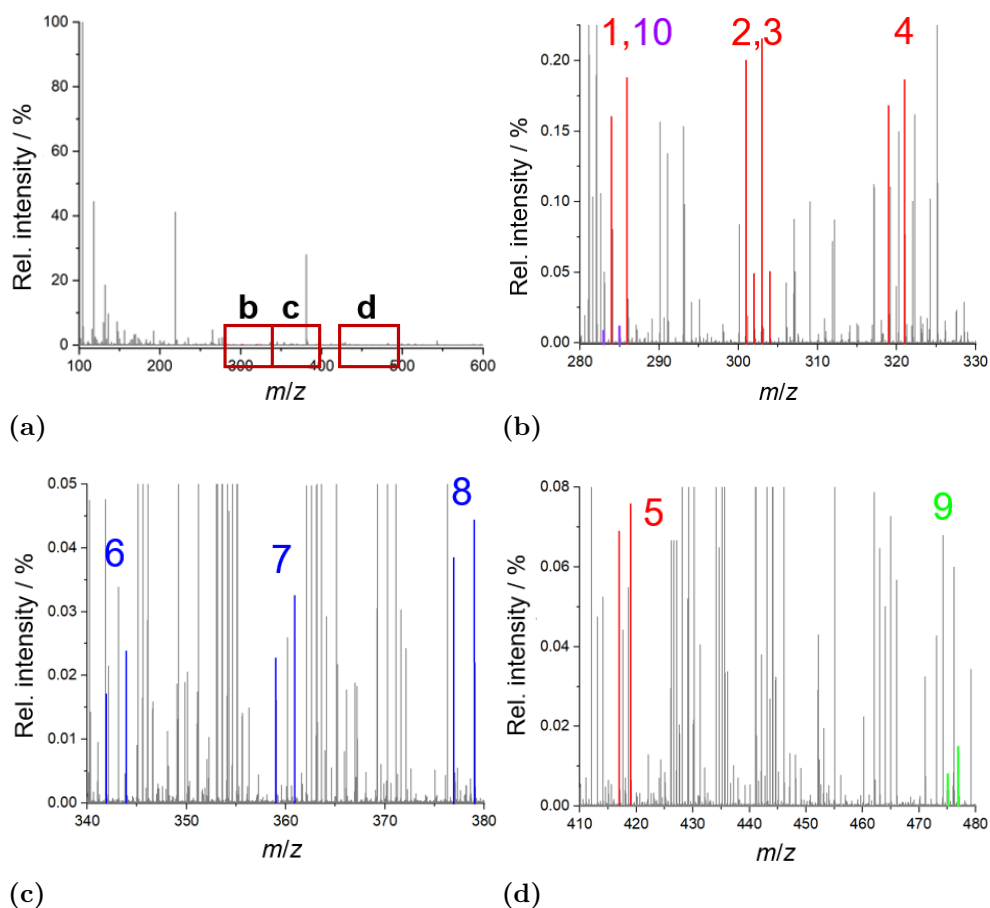 100
80
60
40
20
0
Rel. intensity / %
b c d
100 200 300 400 500 600
m/z
(a)
1,10 2,3 4
0.20
0.15
0.10
0.05
0.00
Rel. intensity / %
280 290 300 310 320 330
m/z
(b)
0.05
0.04
0.03
0.02
0.01
0.00
Rel. intensity / %
6 7 8
340 350 360 370 380
m/z
(c)
0.08
0.06
0.04
0.02
0.00
Rel. intensity / %
5 9
410 420 430 440 450 460 470 480
m/z
(d)